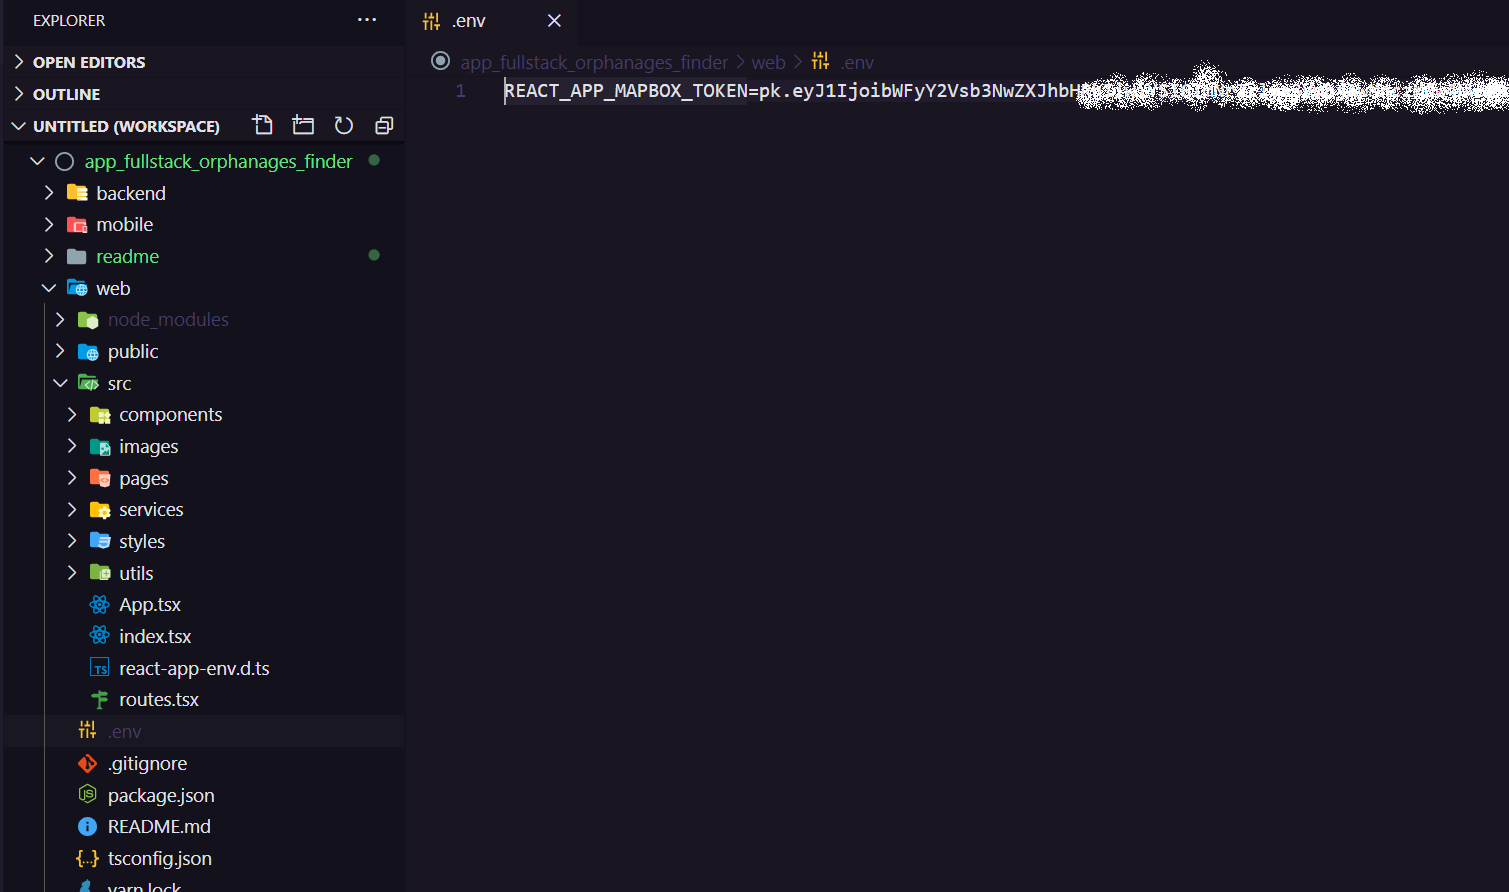 EXPLORER
.env
OPEN EDITORS
OUTLINE
UNTITLED (WORKSPACE)
app_fullstack_orphanages_finder
backend
mobile
readme
web
node_modules
public
src
components
images
pages
services
styles
utils
App.tsx
index.tsx
TS react-app-env.d.ts
routes.tsx
.env
.gitignore
JS package.json
README.md
{...} tsconfig.json
yarn.lock
app_fullstack_orphanages_finder > web > .env
1 REACT_APP_MAPBOX_TOKEN=pk.eyJ1IjoibWFyY2Vsb3NwZXJhbH